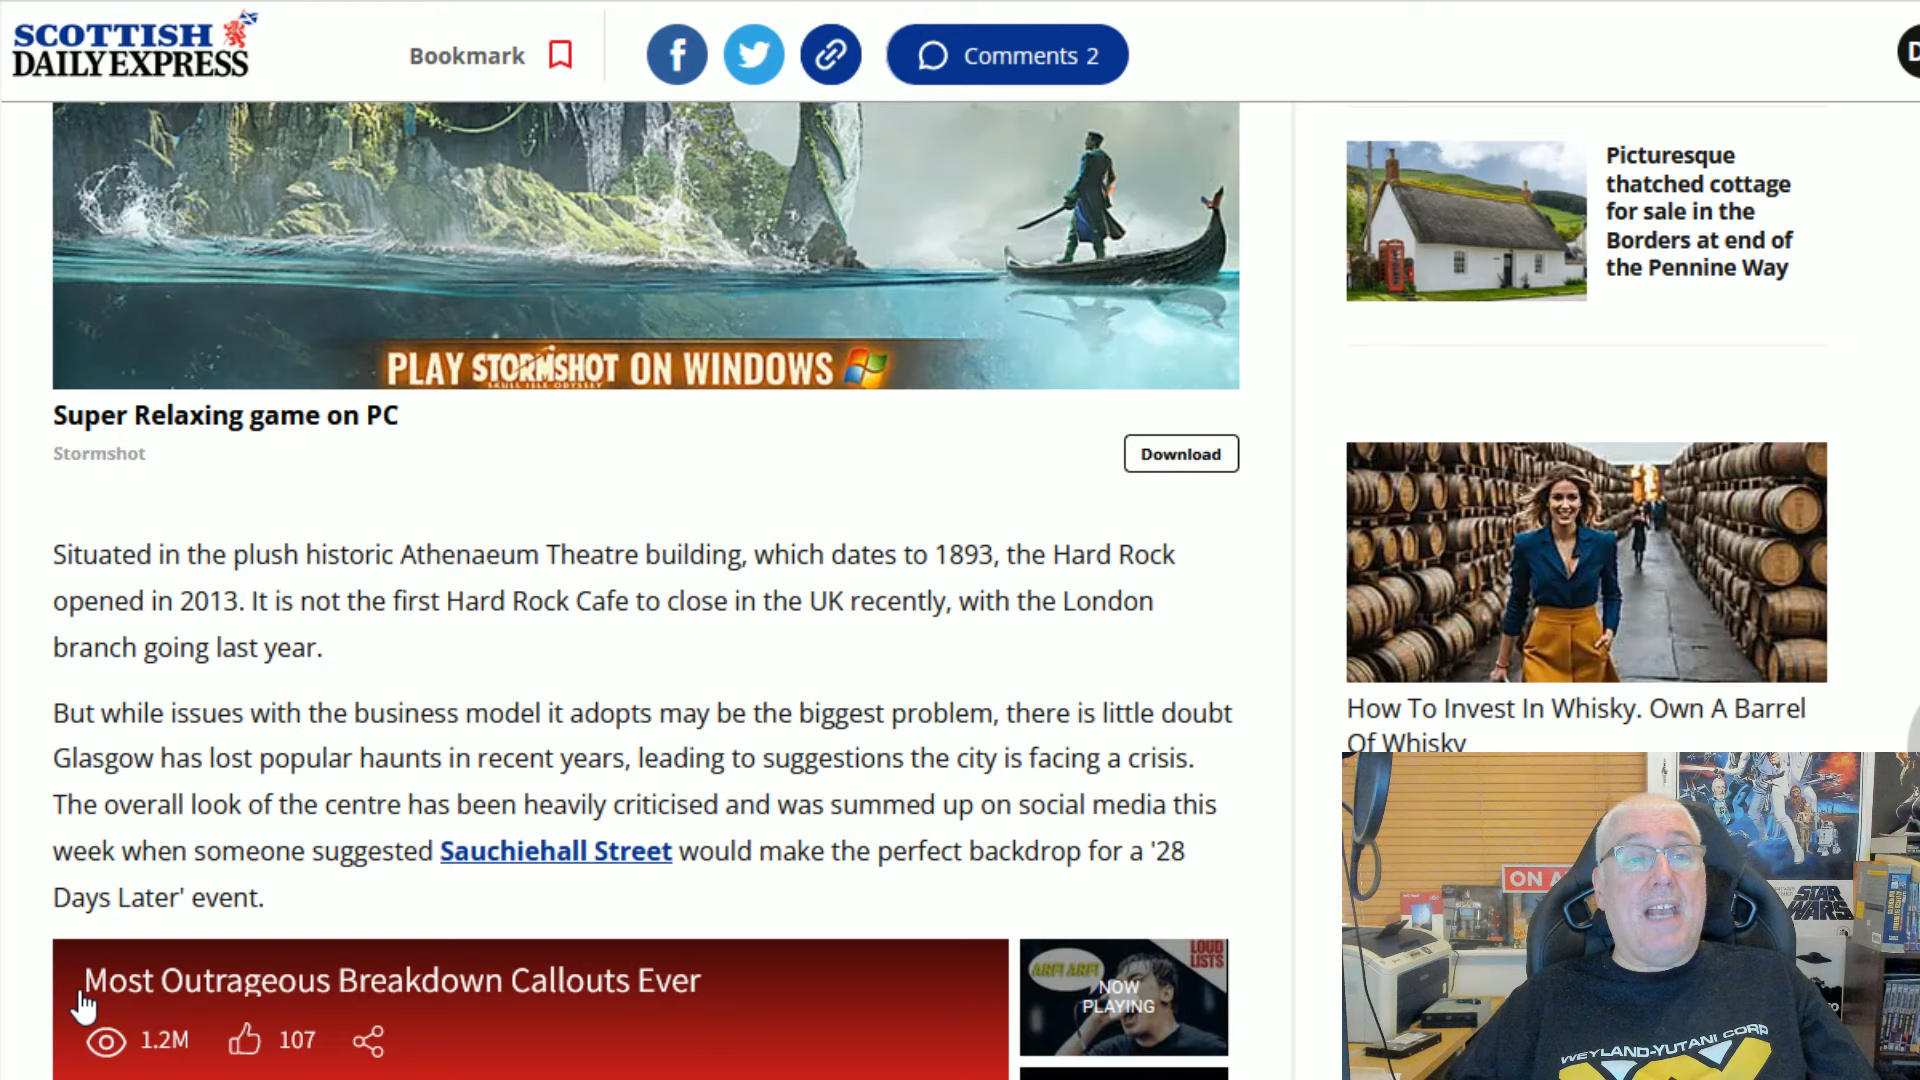 SCOTTISH
DAILY EXPRESS
Bookmark
f
Comments 2
D
PLAY STORMSHOT ON WINDOWS
SKULL ISLE ODYSSEY
Super Relaxing game on PC
Stormshot
Download
Situated in the plush historic Athenaeum Theatre building, which dates to 1893, the Hard Rock
opened in 2013. It is not the first Hard Rock Cafe to close in the UK recently, with the London
branch going last year.
But while issues with the business model it adopts may be the biggest problem, there is little doubt
Glasgow has lost popular haunts in recent years, leading to suggestions the city is facing a crisis.
The overall look of the centre has been heavily criticised and was summed up on social media this
week when someone suggested Sauchiehall Street would make the perfect backdrop for a '28
Days Later' event.
Most Outrageous Breakdown Callouts Ever
1.2M
107
ARF! ARF!
LOUD
LISTS
NOW
PLAYING
Picturesque
thatched cottage
for sale in the
Borders at end of
the Pennine Way
How To Invest In Whisky. Own A Barrel
Of Whisky
ON A
STAR
WARS
WEYLAND-YUTANI CORP